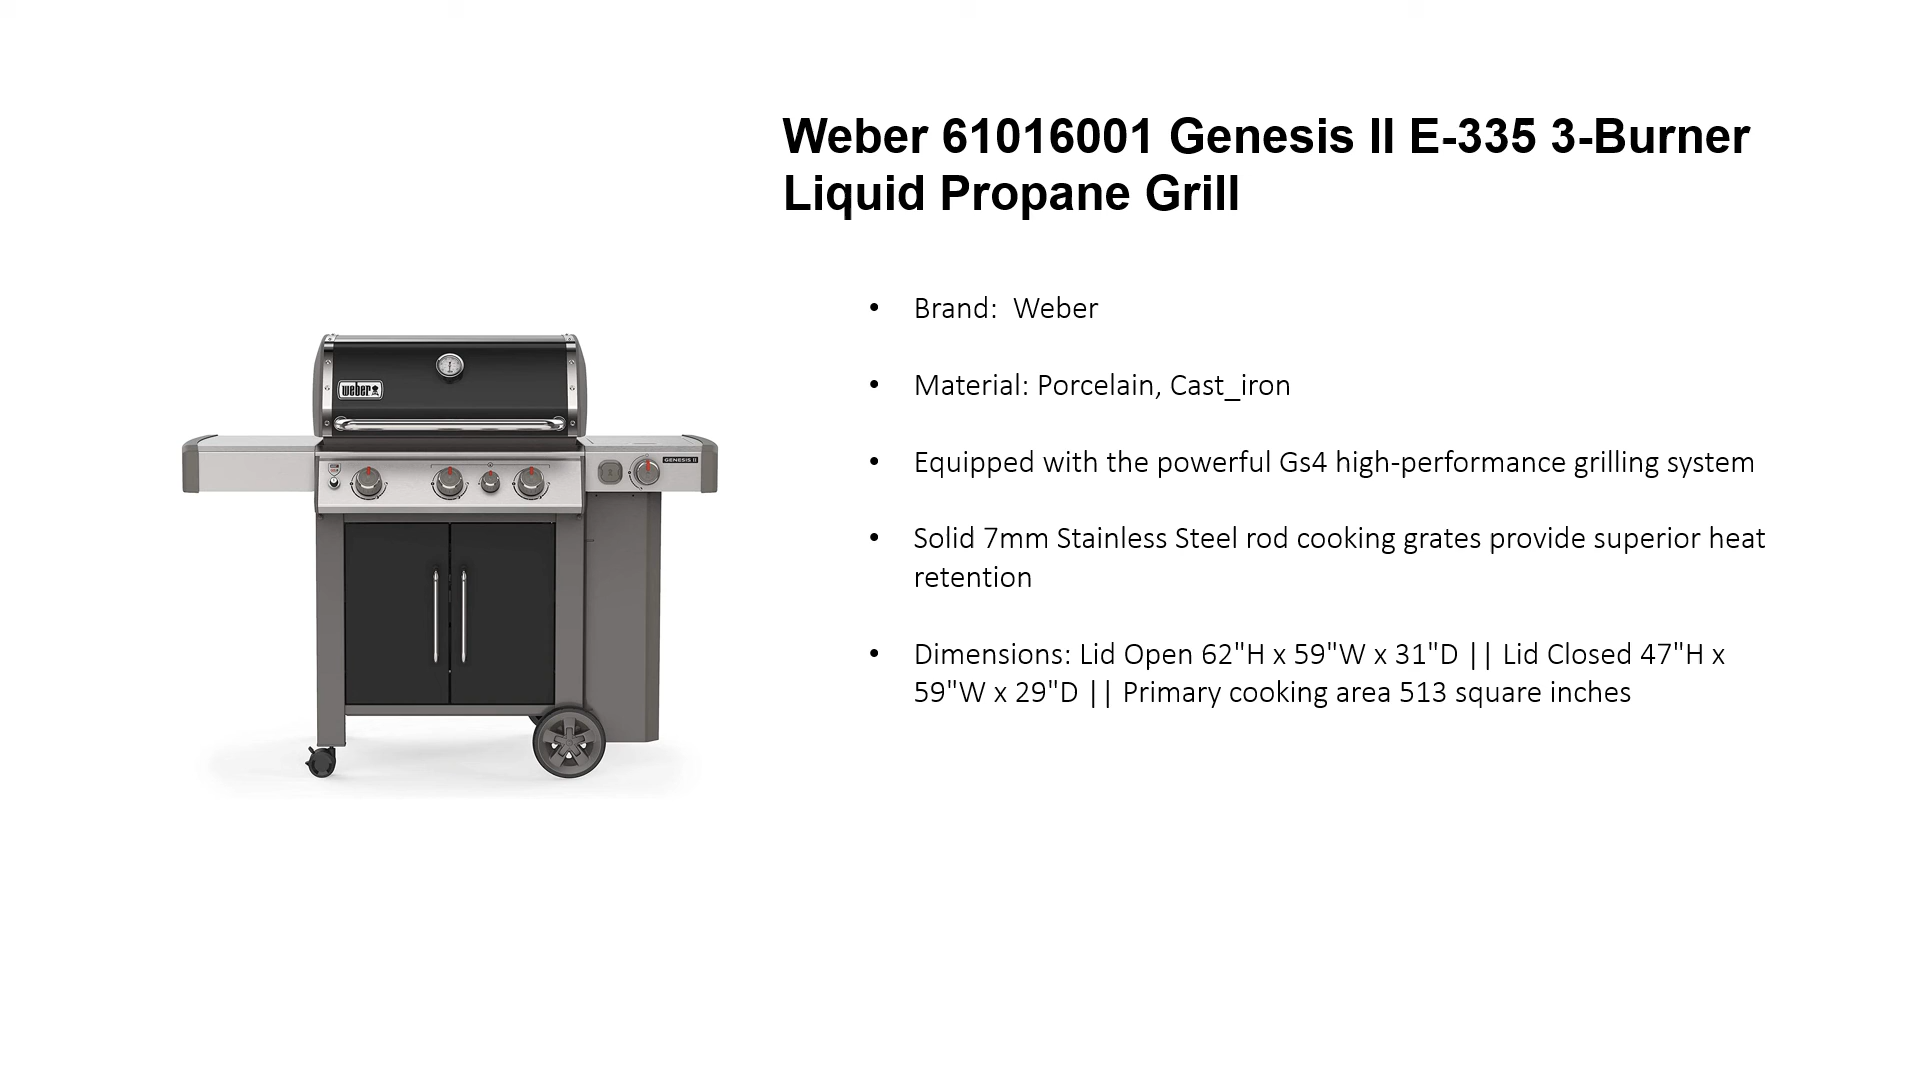 Weber 61016001 Genesis II E-335 3-Burner
Liquid Propane Grill
• Brand:  Weber
• Material: Porcelain, Cast_iron
• Equipped with the powerful Gs4 high-performance grilling system
• Solid 7mm Stainless Steel rod cooking grates provide superior heat
retention
• Dimensions: Lid Open 62"H x 59"W x 31"D || Lid Closed 47"H x
59"W x 29"D || Primary cooking area 513 square inches
weber
GENESIS II